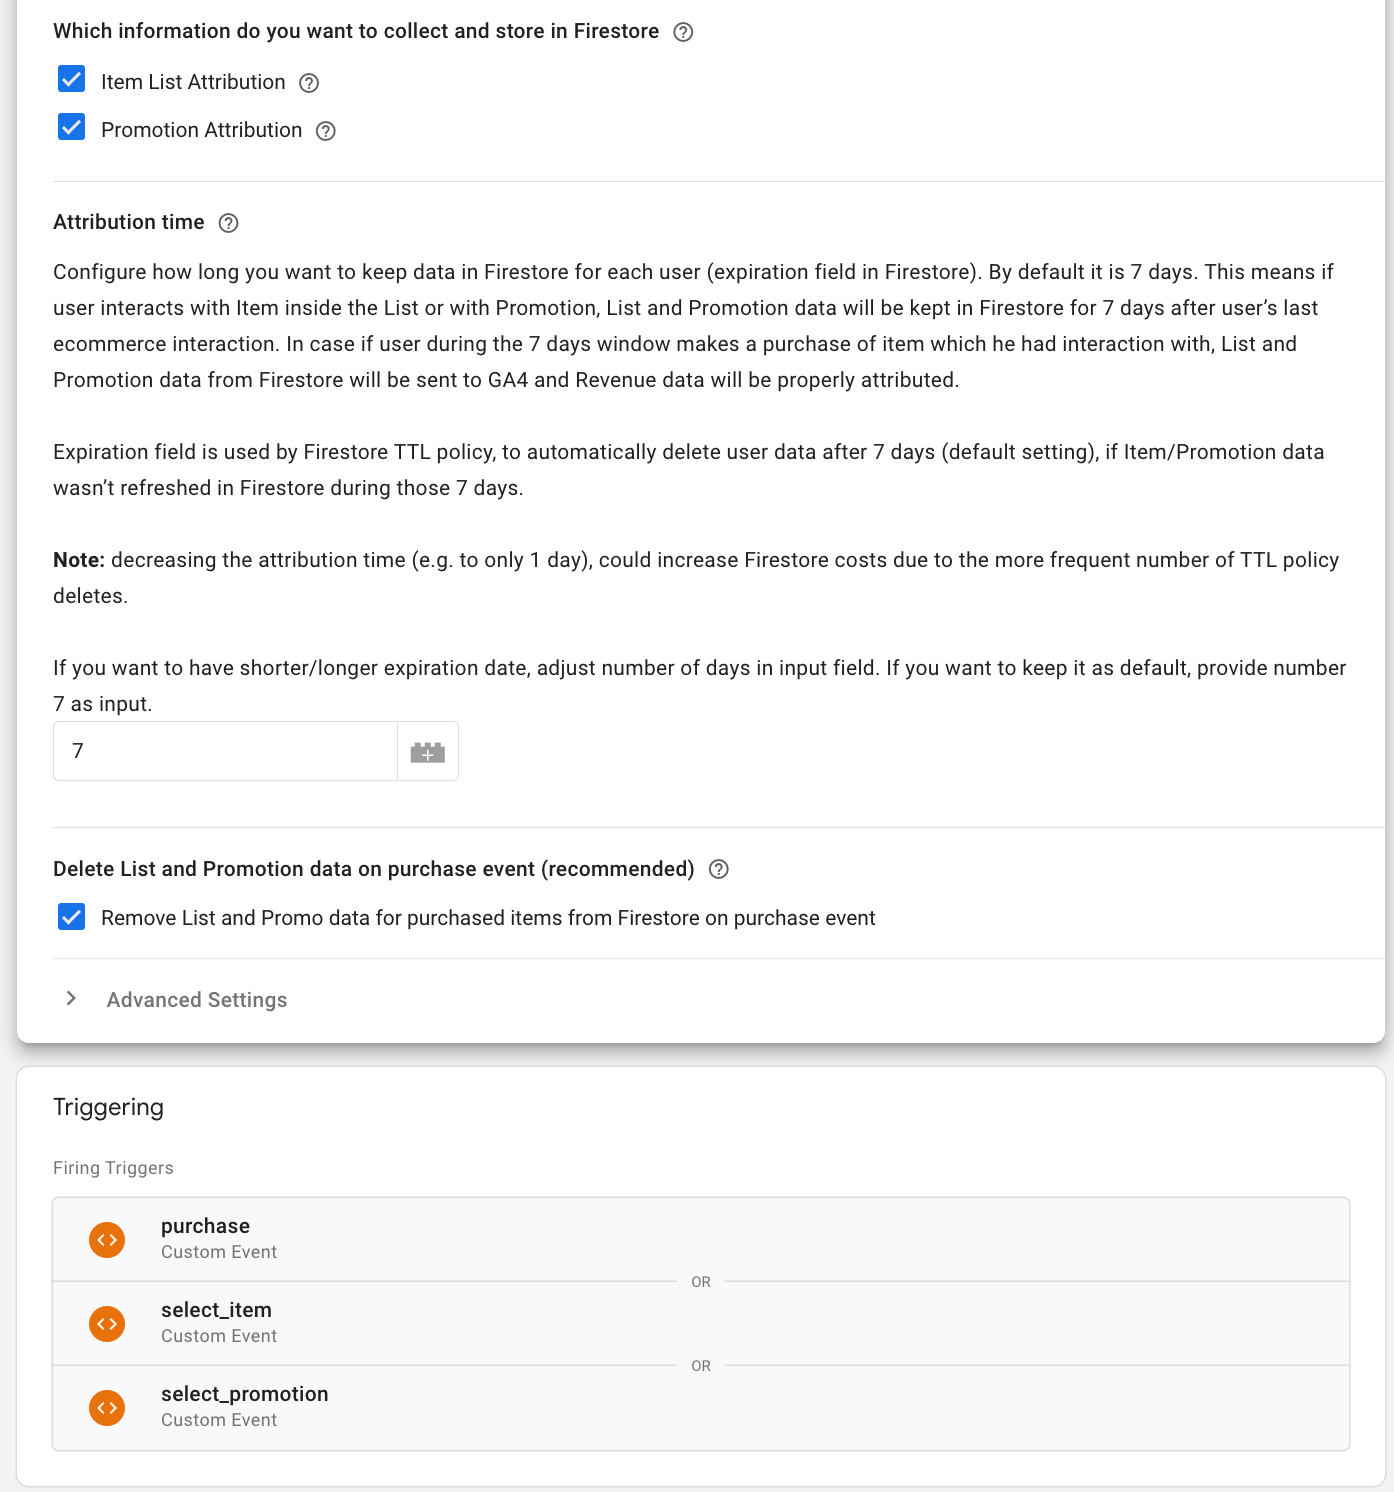 Which information do you want to collect and store in Firestore
Item List Attribution
Promotion Attribution
Attribution time
Configure how long you want to keep data in Firestore for each user (expiration field in Firestore). By default it is 7 days. This means if
user interacts with Item inside the List or with Promotion, List and Promotion data will be kept in Firestore for 7 days after user’s last
ecommerce interaction. In case if user during the 7 days window makes a purchase of item which he had interaction with, List and
Promotion data from Firestore will be sent to GA4 and Revenue data will be properly attributed.
Expiration field is used by Firestore TTL policy, to automatically delete user data after 7 days (default setting), if Item/Promotion data
wasn’t refreshed in Firestore during those 7 days.
Note: decreasing the attribution time (e.g. to only 1 day), could increase Firestore costs due to the more frequent number of TTL policy
deletes.
If you want to have shorter/longer expiration date, adjust number of days in input field. If you want to keep it as default, provide number
7 as input.
7
Delete List and Promotion data on purchase event (recommended)
Remove List and Promo data for purchased items from Firestore on purchase event
Advanced Settings
Triggering
Firing Triggers
purchase
Custom Event
OR
select_item
Custom Event
OR
select_promotion
Custom Event